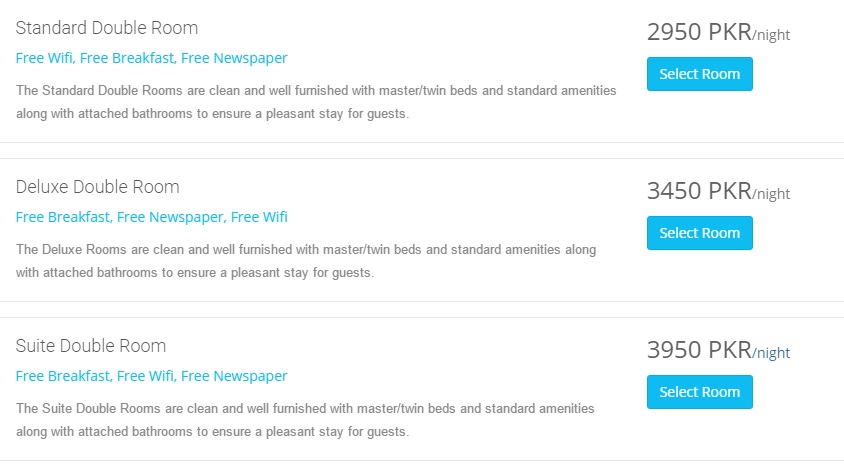 Standard Double Room
2950 PKR/night
Free Wifi, Free Breakfast, Free Newspaper
Select Room
The Standard Double Rooms are clean and well furnished with master/twin beds and standard amenities
along with attached bathrooms to ensure a pleasant stay for guests.
Deluxe Double Room
3450 PKR/night
Free Breakfast, Free Newspaper, Free Wifi
Select Room
The Deluxe Rooms are clean and well furnished with master/twin beds and standard amenities along
with attached bathrooms to ensure a pleasant stay for guests.
Suite Double Room
3950 PKR/night
Free Breakfast, Free Wifi, Free Newspaper
Select Room
The Suite Double Rooms are clean and well furnished with master/twin beds and standard amenities
along with attached bathrooms to ensure a pleasant stay for guests.